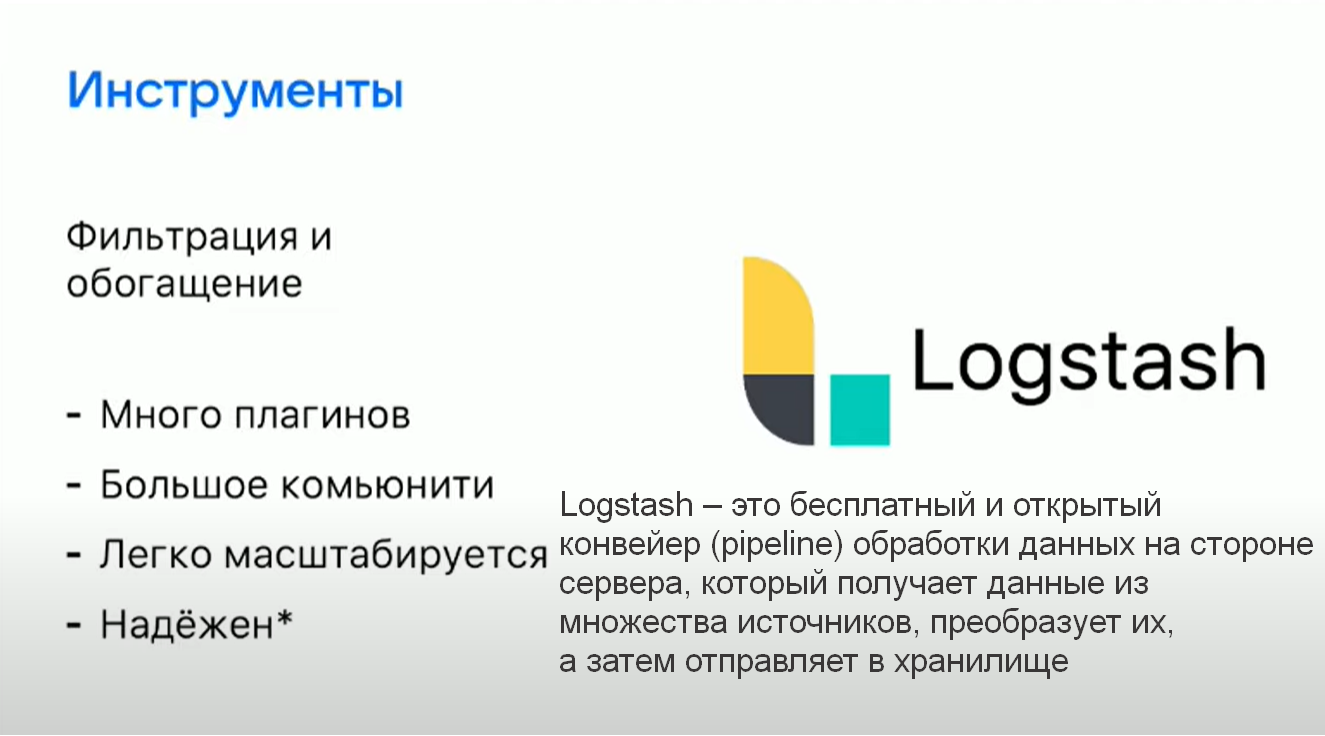 Инструменты
Фильтрация и
обогащение
- Много плагинов
- Большое комьюнити
- Легко масштабируется
- Надёжен*
Logstash
Logstash – это бесплатный и открытый
конвейер (pipeline) обработки данных на стороне
сервера, который получает данные из
множества источников, преобразует их,
а затем отправляет в хранилище